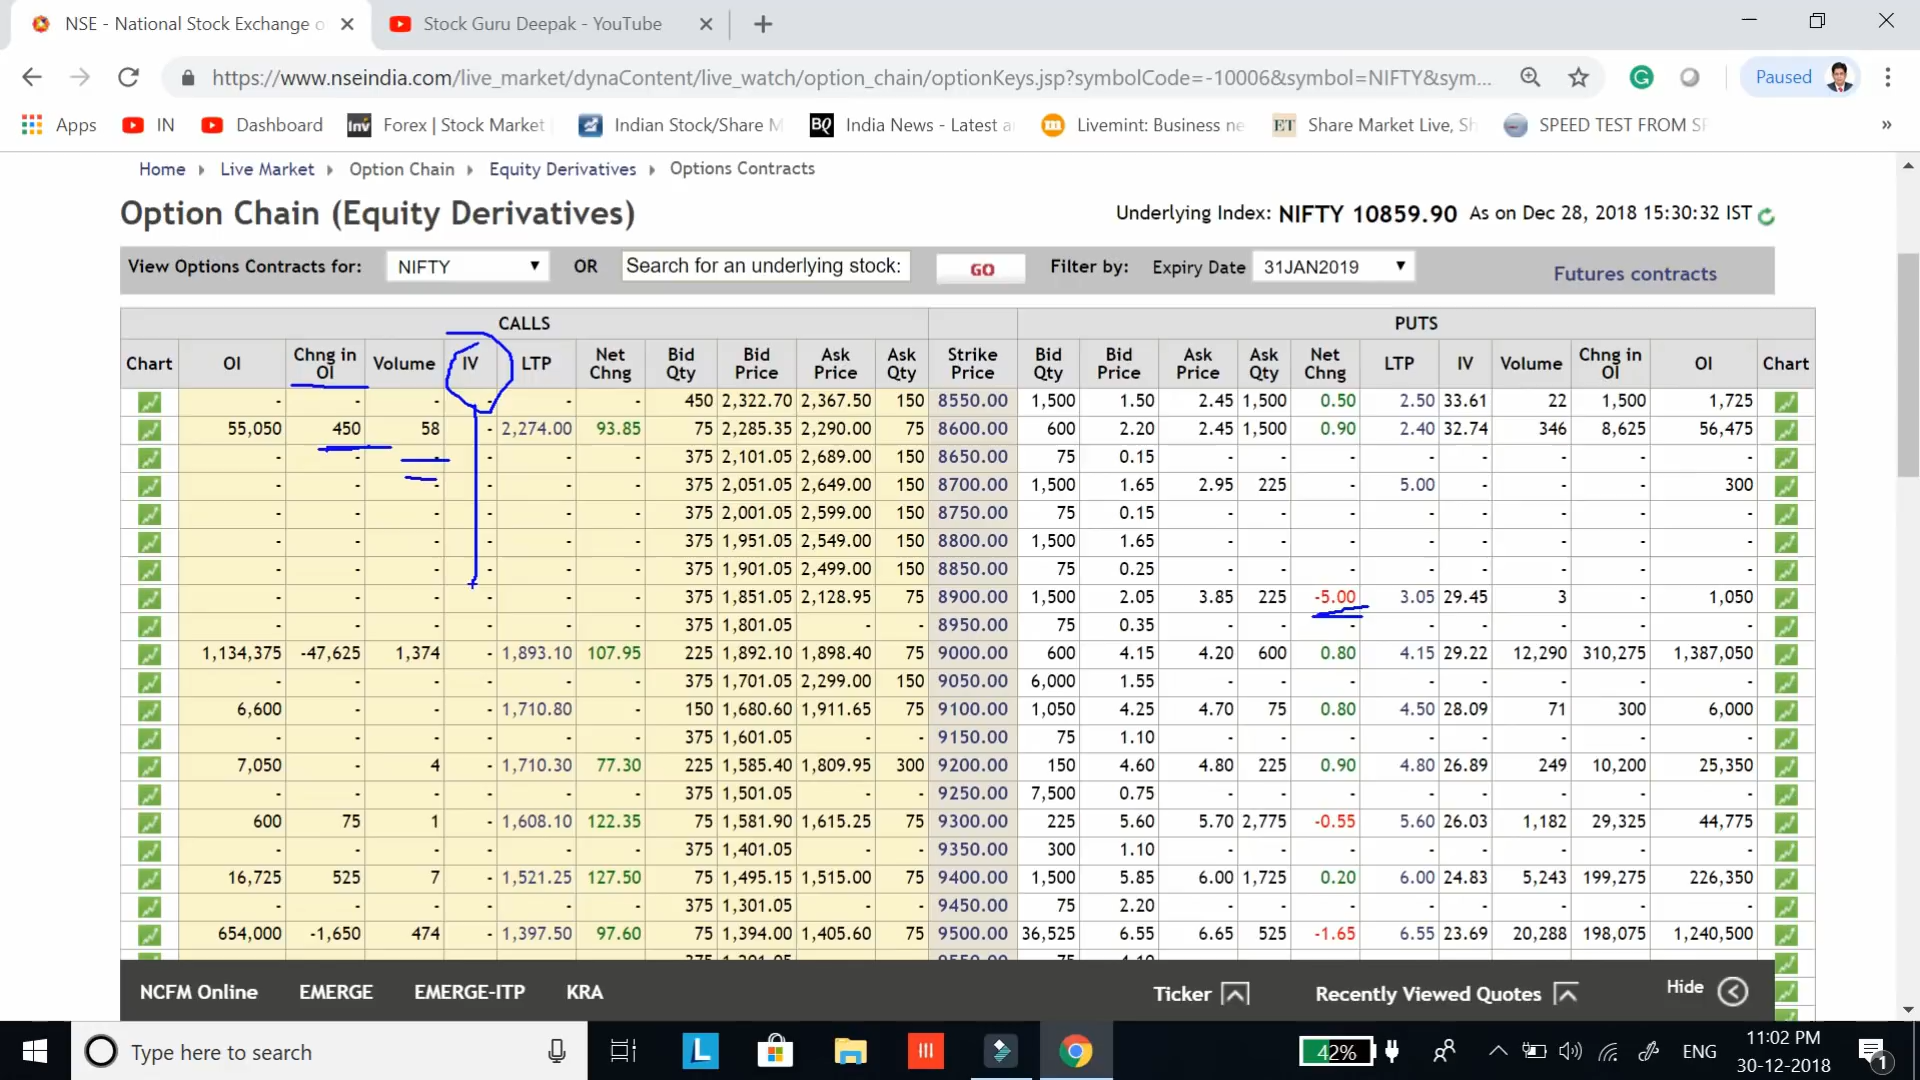 NSE - National Stock Exchange o
Stock Guru Deepak - YouTube
https://www.nseindia.com/live_market/dynaContent/live_watch/option_chain/optionKeys.jsp?symbolCode=-10006&symbol=NIFTY&sym...
Paused
Apps IN Dashboard Inv Forex | Stock Market Indian Stock/Share M BQ India News - Latest a m Livemint: Business ne ET Share Market Live, Sh SPEED TEST FROM SF »
Home Live Market Option Chain Equity Derivatives Options Contracts
Option Chain (Equity Derivatives)
Underlying Index: NIFTY 10859.90 As on Dec 28, 2018 15:30:32 IST
View Options Contracts for: NIFTY OR Search for an underlying stock: GO Filter by: Expiry Date 31JAN2019 Futures contracts
CALLS PUTS
Chart OI Chng in OI Volume IV LTP Net Chng Bid Qty Bid Price Ask Price Ask Qty Strike Price Bid Qty Bid Price Ask Price Ask Qty Net Chng LTP IV Volume Chng in OI OI Chart
- - - - - - 450 2,322.70 2,367.50 150 8550.00 1,500 1.50 2.45 1,500 0.50 2.50 33.61 22 1,500 1,725
55,050 450 58 - 2,274.00 93.85 75 2,285.35 2,290.00 75 8600.00 600 2.20 2.45 1,500 0.90 2.40 32.74 346 8,625 56,475
- - - - - - 375 2,101.05 2,689.00 150 8650.00 75 0.15 - - - - - - - -
- - - - - - 375 2,051.05 2,649.00 150 8700.00 1,500 1.65 2.95 225 - 5.00 - - - 300
- - - - - - 375 2,001.05 2,599.00 150 8750.00 75 0.15 - - - - - - - -
- - - - - - 375 1,951.05 2,549.00 150 8800.00 1,500 1.65 - - - - - - - -
- - - - - - 375 1,901.05 2,499.00 150 8850.00 75 0.25 - - - - - - - -
- - - - - - 375 1,851.05 2,128.95 75 8900.00 1,500 2.05 3.85 225 -5.00 3.05 29.45 3 - 1,050
- - - - - - 375 1,801.05 - - 8950.00 75 0.35 - - - - - - - -
1,134,375 -47,625 1,374 - 1,893.10 107.95 225 1,892.10 1,898.40 75 9000.00 600 4.15 4.20 600 0.80 4.15 29.22 12,290 310,275 1,387,050
- - - - - - 375 1,701.05 2,299.00 150 9050.00 6,000 1.55 - - - - - - - -
6,600 - - - 1,710.80 - 150 1,680.60 1,911.65 75 9100.00 1,050 4.25 4.70 75 0.80 4.50 28.09 71 300 6,000
- - - - - - 375 1,601.05 - - 9150.00 75 1.10 - - - - - - - -
7,050 - 4 - 1,710.30 77.30 225 1,585.40 1,809.95 300 9200.00 150 4.60 4.80 225 0.90 4.80 26.89 249 10,200 25,350
- - - - - - 375 1,501.05 - - 9250.00 7,500 0.75 - - - - - - - -
600 75 1 - 1,608.10 122.35 75 1,581.90 1,615.25 75 9300.00 225 5.60 5.70 2,775 -0.55 5.60 26.03 1,182 29,325 44,775
- - - - - - 375 1,401.05 - - 9350.00 300 1.10 - - - - - - - -
16,725 525 7 - 1,521.25 127.50 75 1,495.15 1,515.00 75 9400.00 1,500 5.85 6.00 1,725 0.20 6.00 24.83 5,243 199,275 226,350
- - - - - - 375 1,301.05 - - 9450.00 75 2.20 - - - - - - - -
654,000 -1,650 474 - 1,397.50 97.60 75 1,394.00 1,405.60 75 9500.00 36,525 6.55 6.65 525 -1.65 6.55 23.69 20,288 198,075 1,240,500
NCFM Online EMERGE EMERGE-ITP KRA Ticker Recently Viewed Quotes Hide
Type here to search L 42% ENG 11:02 PM
30-12-2018 1